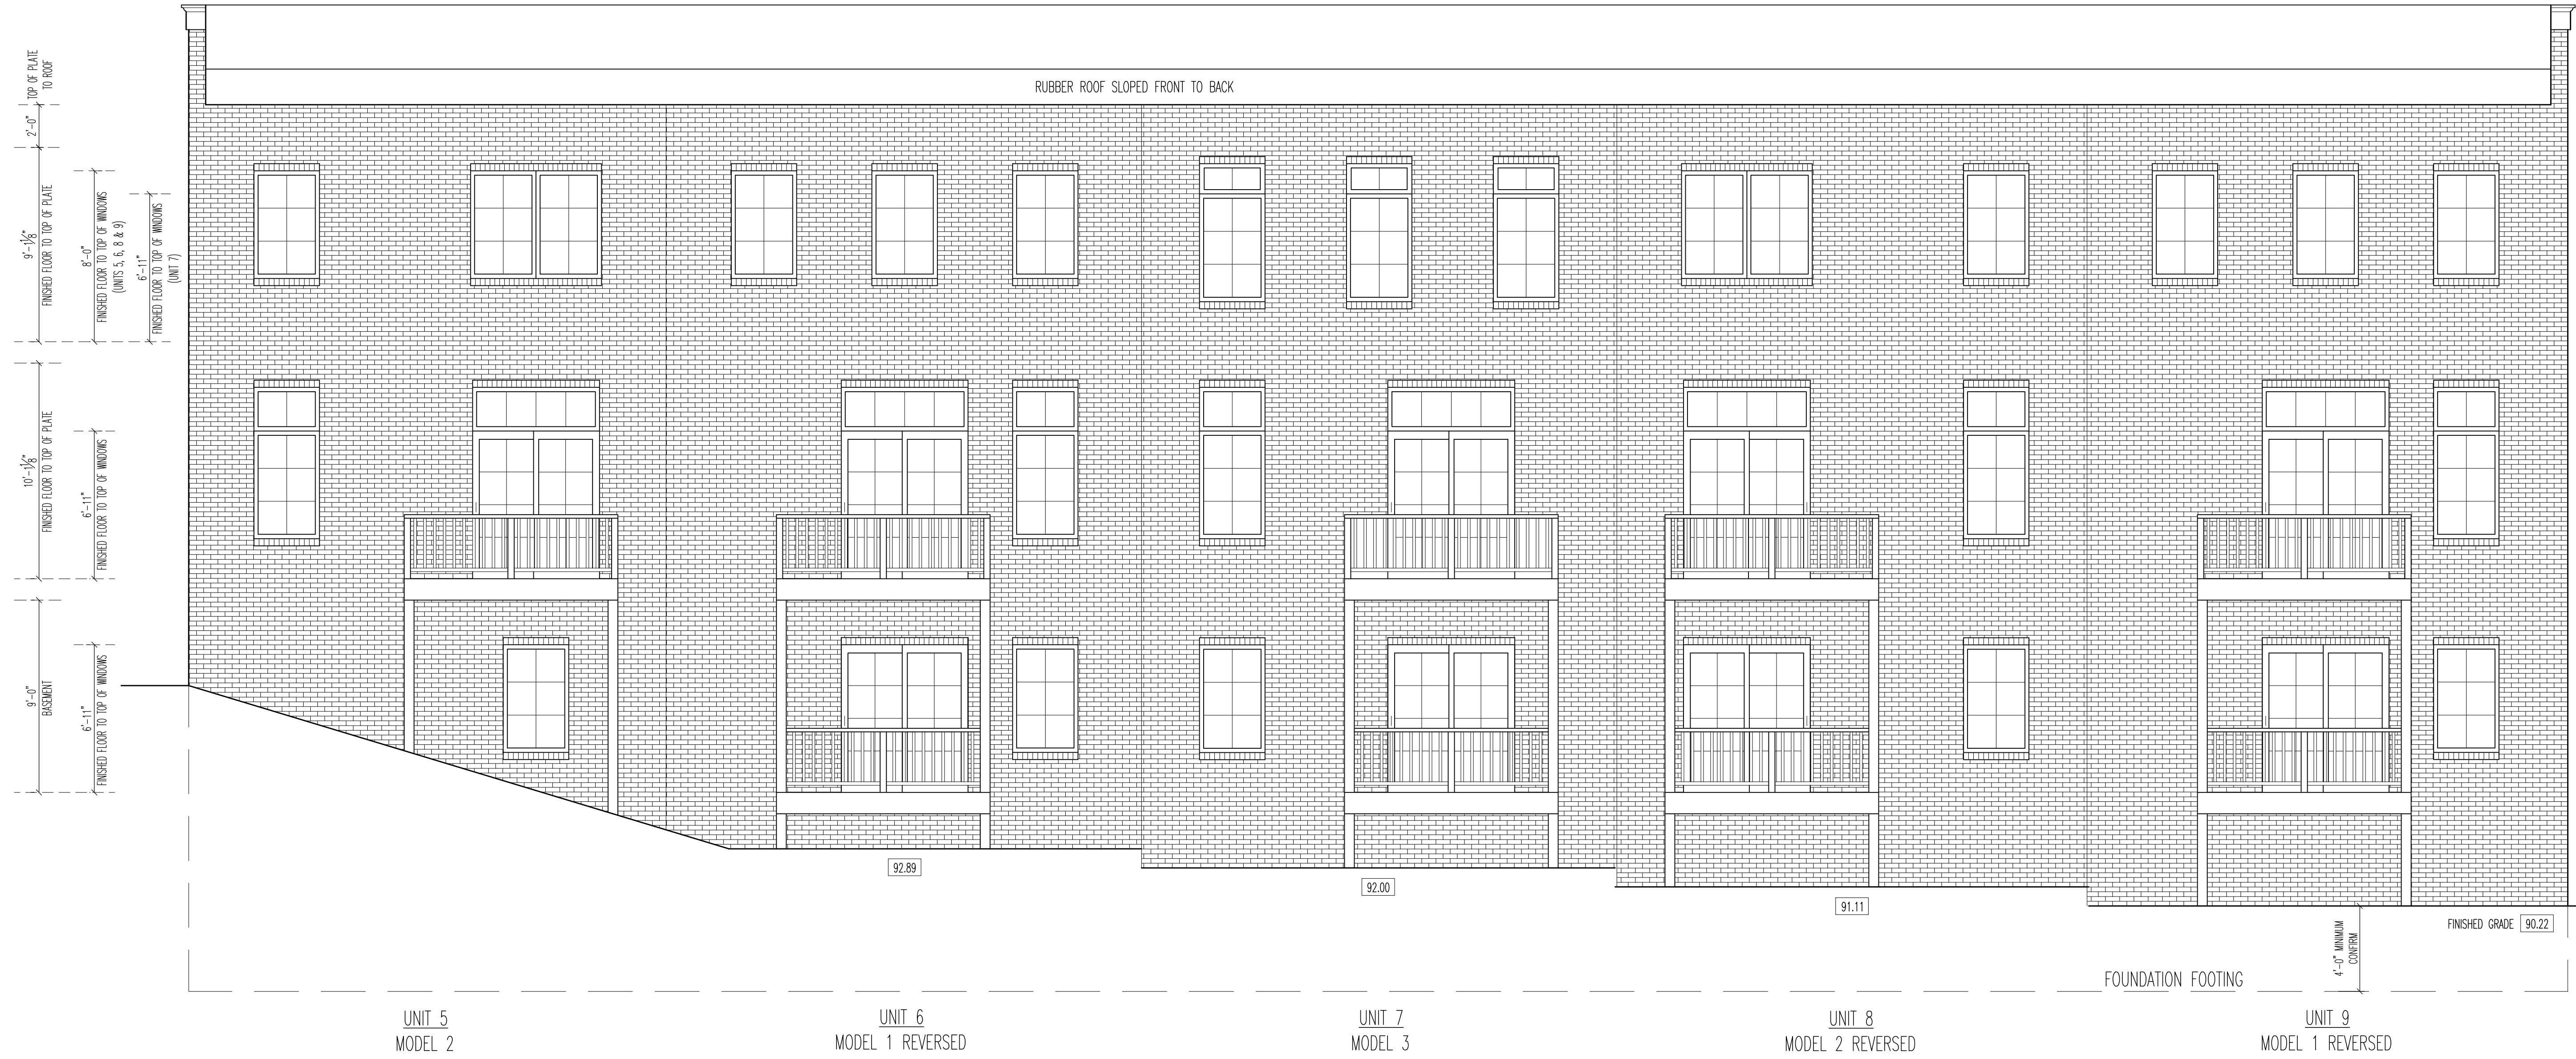 RUBBER ROOF SLOPED FRONT TO BACK
TOP OF PLATE
TO ROOF
2'-0"
9'-1⅛"
FINISHED FLOOR TO TOP OF PLATE
8'-0"
FINISHED FLOOR TO TOP OF WINDOWS
(UNITS 5, 6, 8 & 9)
6'-11"
FINISHED FLOOR TO TOP OF WINDOWS
(UNIT 7)
10'-1⅛"
FINISHED FLOOR TO TOP OF PLATE
6'-11"
FINISHED FLOOR TO TOP OF WINDOWS
9'-0"
BASEMENT
6'-11"
FINISHED FLOOR TO TOP OF WINDOWS
92.89
92.00
91.11
FINISHED GRADE 90.22
4'-0" MINIMUM
CONFIRM
FOUNDATION FOOTING
UNIT 5
MODEL 2
UNIT 6
MODEL 1 REVERSED
UNIT 7
MODEL 3
UNIT 8
MODEL 2 REVERSED
UNIT 9
MODEL 1 REVERSED